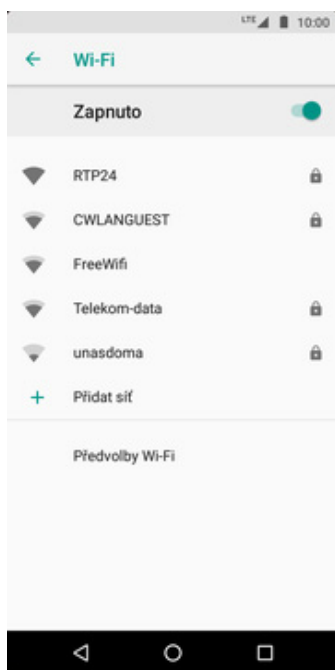 LTE 10:00
Wi-Fi
Zapnuto
RTP24
CWLANGUEST
FreeWifi
Telekom-data
unasdoma
Přidat síť
Předvolby Wi-Fi